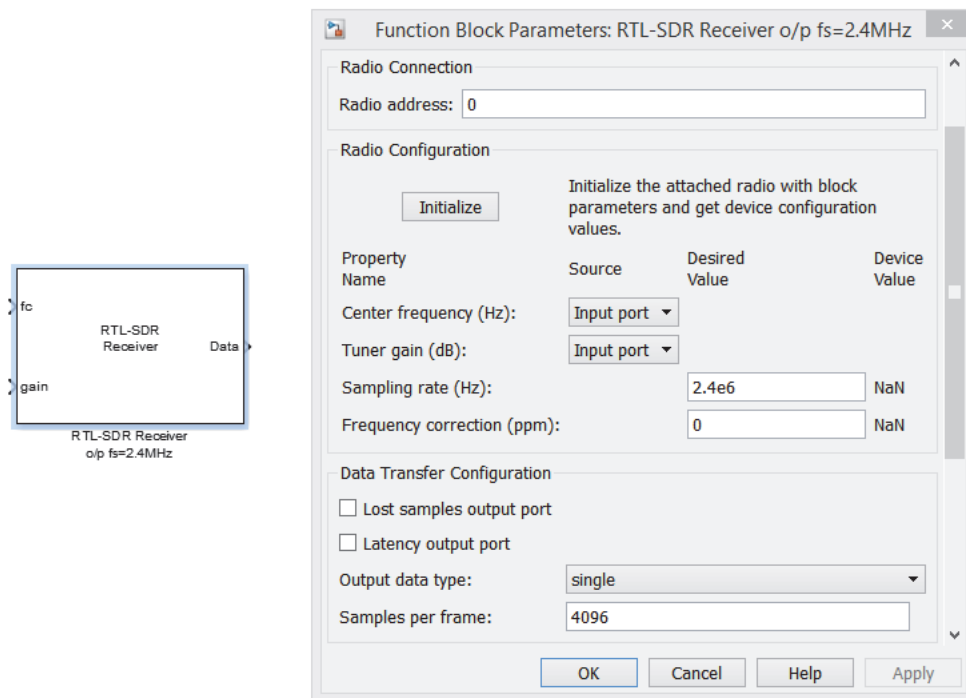 fc
RTL-SDR
Receiver
Data
gain
RTL-SDR Receiver
o/p fs=2.4MHz
Function Block Parameters: RTL-SDR Receiver o/p fs=2.4MHz
Radio Connection
Radio address: 0
Radio Configuration
Initialize
Initialize the attached radio with block
parameters and get device configuration
values.
Property
Name
Source
Desired
Value
Device
Value
Center frequency (Hz): Input port
Tuner gain (dB): Input port
Sampling rate (Hz): 2.4e6 NaN
Frequency correction (ppm): 0 NaN
Data Transfer Configuration
Lost samples output port
Latency output port
Output data type: single
Samples per frame: 4096
OK Cancel Help Apply